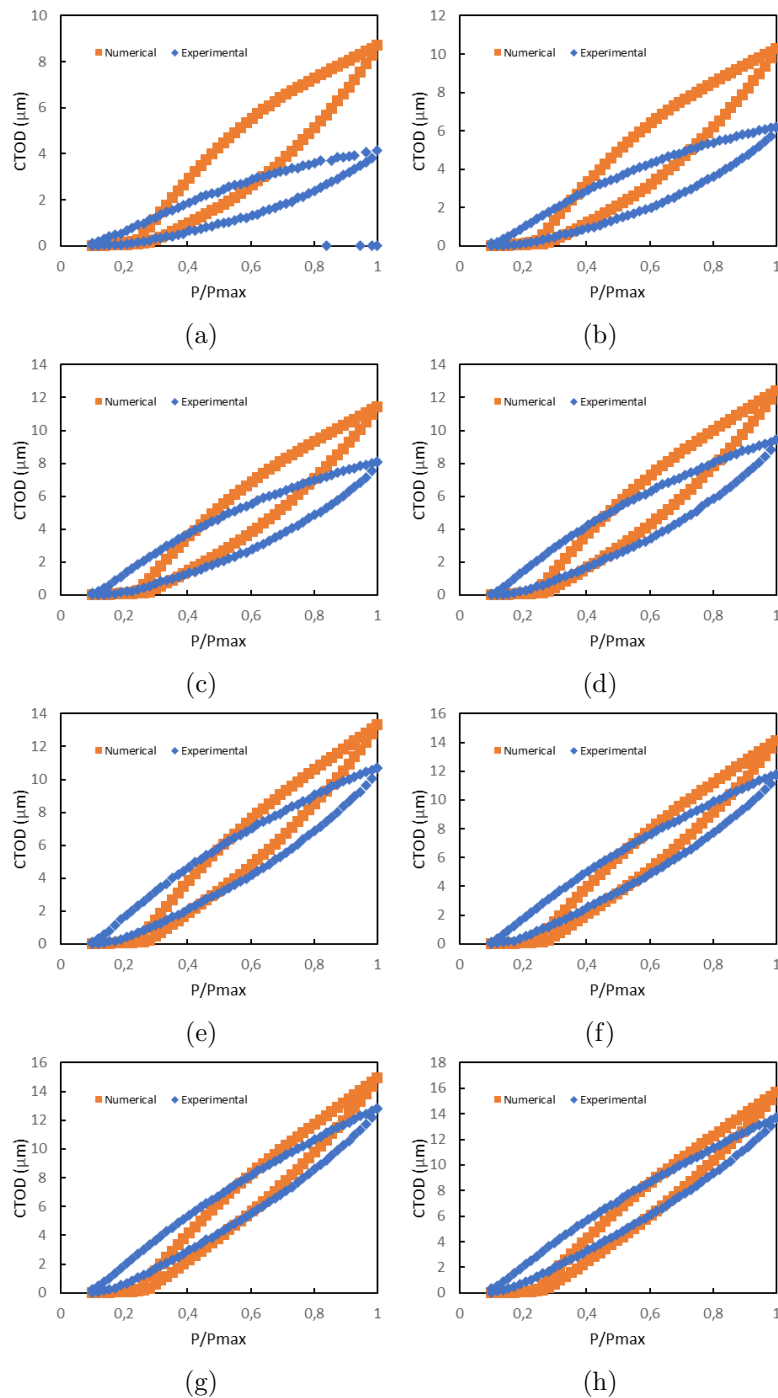 10
8
6
4
2
0
CTOD (μm)
Numerical Experimental
0 0,2 0,4 0,6 0,8 1
P/Pmax
(a)
12
10
8
6
4
2
0
CTOD (μm)
Numerical Experimental
0 0,2 0,4 0,6 0,8 1
P/Pmax
(b)
14
12
10
8
6
4
2
0
CTOD (μm)
Numerical Experimental
0 0,2 0,4 0,6 0,8 1
P/Pmax
(c)
14
12
10
8
6
4
2
0
CTOD (μm)
Numerical Experimental
0 0,2 0,4 0,6 0,8 1
P/Pmax
(d)
14
12
10
8
6
4
2
0
CTOD (μm)
Numerical Experimental
0 0,2 0,4 0,6 0,8 1
P/Pmax
(e)
16
14
12
10
8
6
4
2
0
CTOD (μm)
Numerical Experimental
0 0,2 0,4 0,6 0,8 1
P/Pmax
(f)
16
14
12
10
8
6
4
2
0
CTOD (μm)
Numerical Experimental
0 0,2 0,4 0,6 0,8 1
P/Pmax
(g)
18
16
14
12
10
8
6
4
2
0
CTOD (μm)
Numerical Experimental
0 0,2 0,4 0,6 0,8 1
P/Pmax
(h)